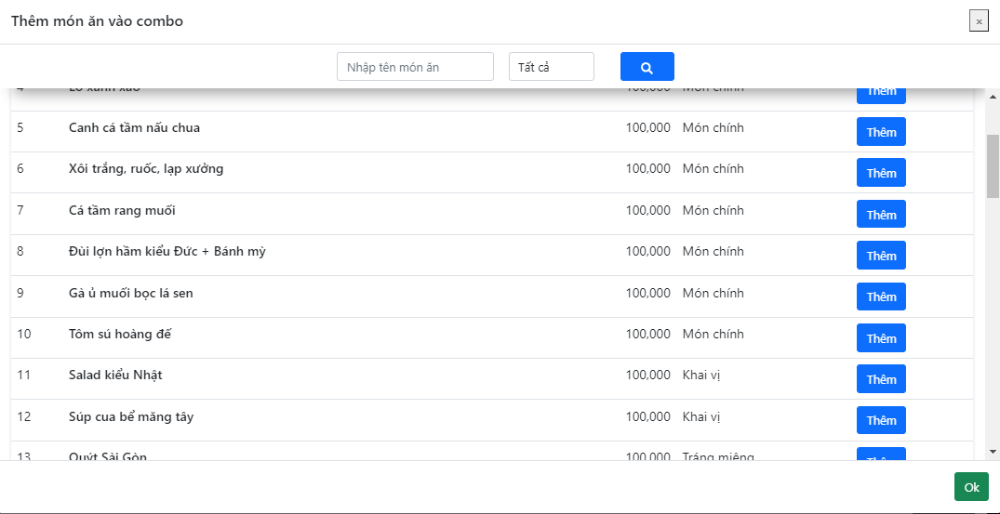 Thêm món ăn vào combo
×
Nhập tên món ăn Tất cả
100,000 Món chính Thêm
5 Canh cá tầm nấu chua 100,000 Món chính Thêm
6 Xôi trắng, ruốc, lạp xưởng 100,000 Món chính Thêm
7 Cá tầm rang muối 100,000 Món chính Thêm
8 Đùi lợn hầm kiểu Đức + Bánh mỳ 100,000 Món chính Thêm
9 Gà ủ muối bọc lá sen 100,000 Món chính Thêm
10 Tôm sú hoàng đế 100,000 Món chính Thêm
11 Salad kiểu Nhật 100,000 Khai vị Thêm
12 Súp cua bể măng tây 100,000 Khai vị Thêm
13 Quýt Sài Gòn 100,000 Tráng miệng Thêm
Ok